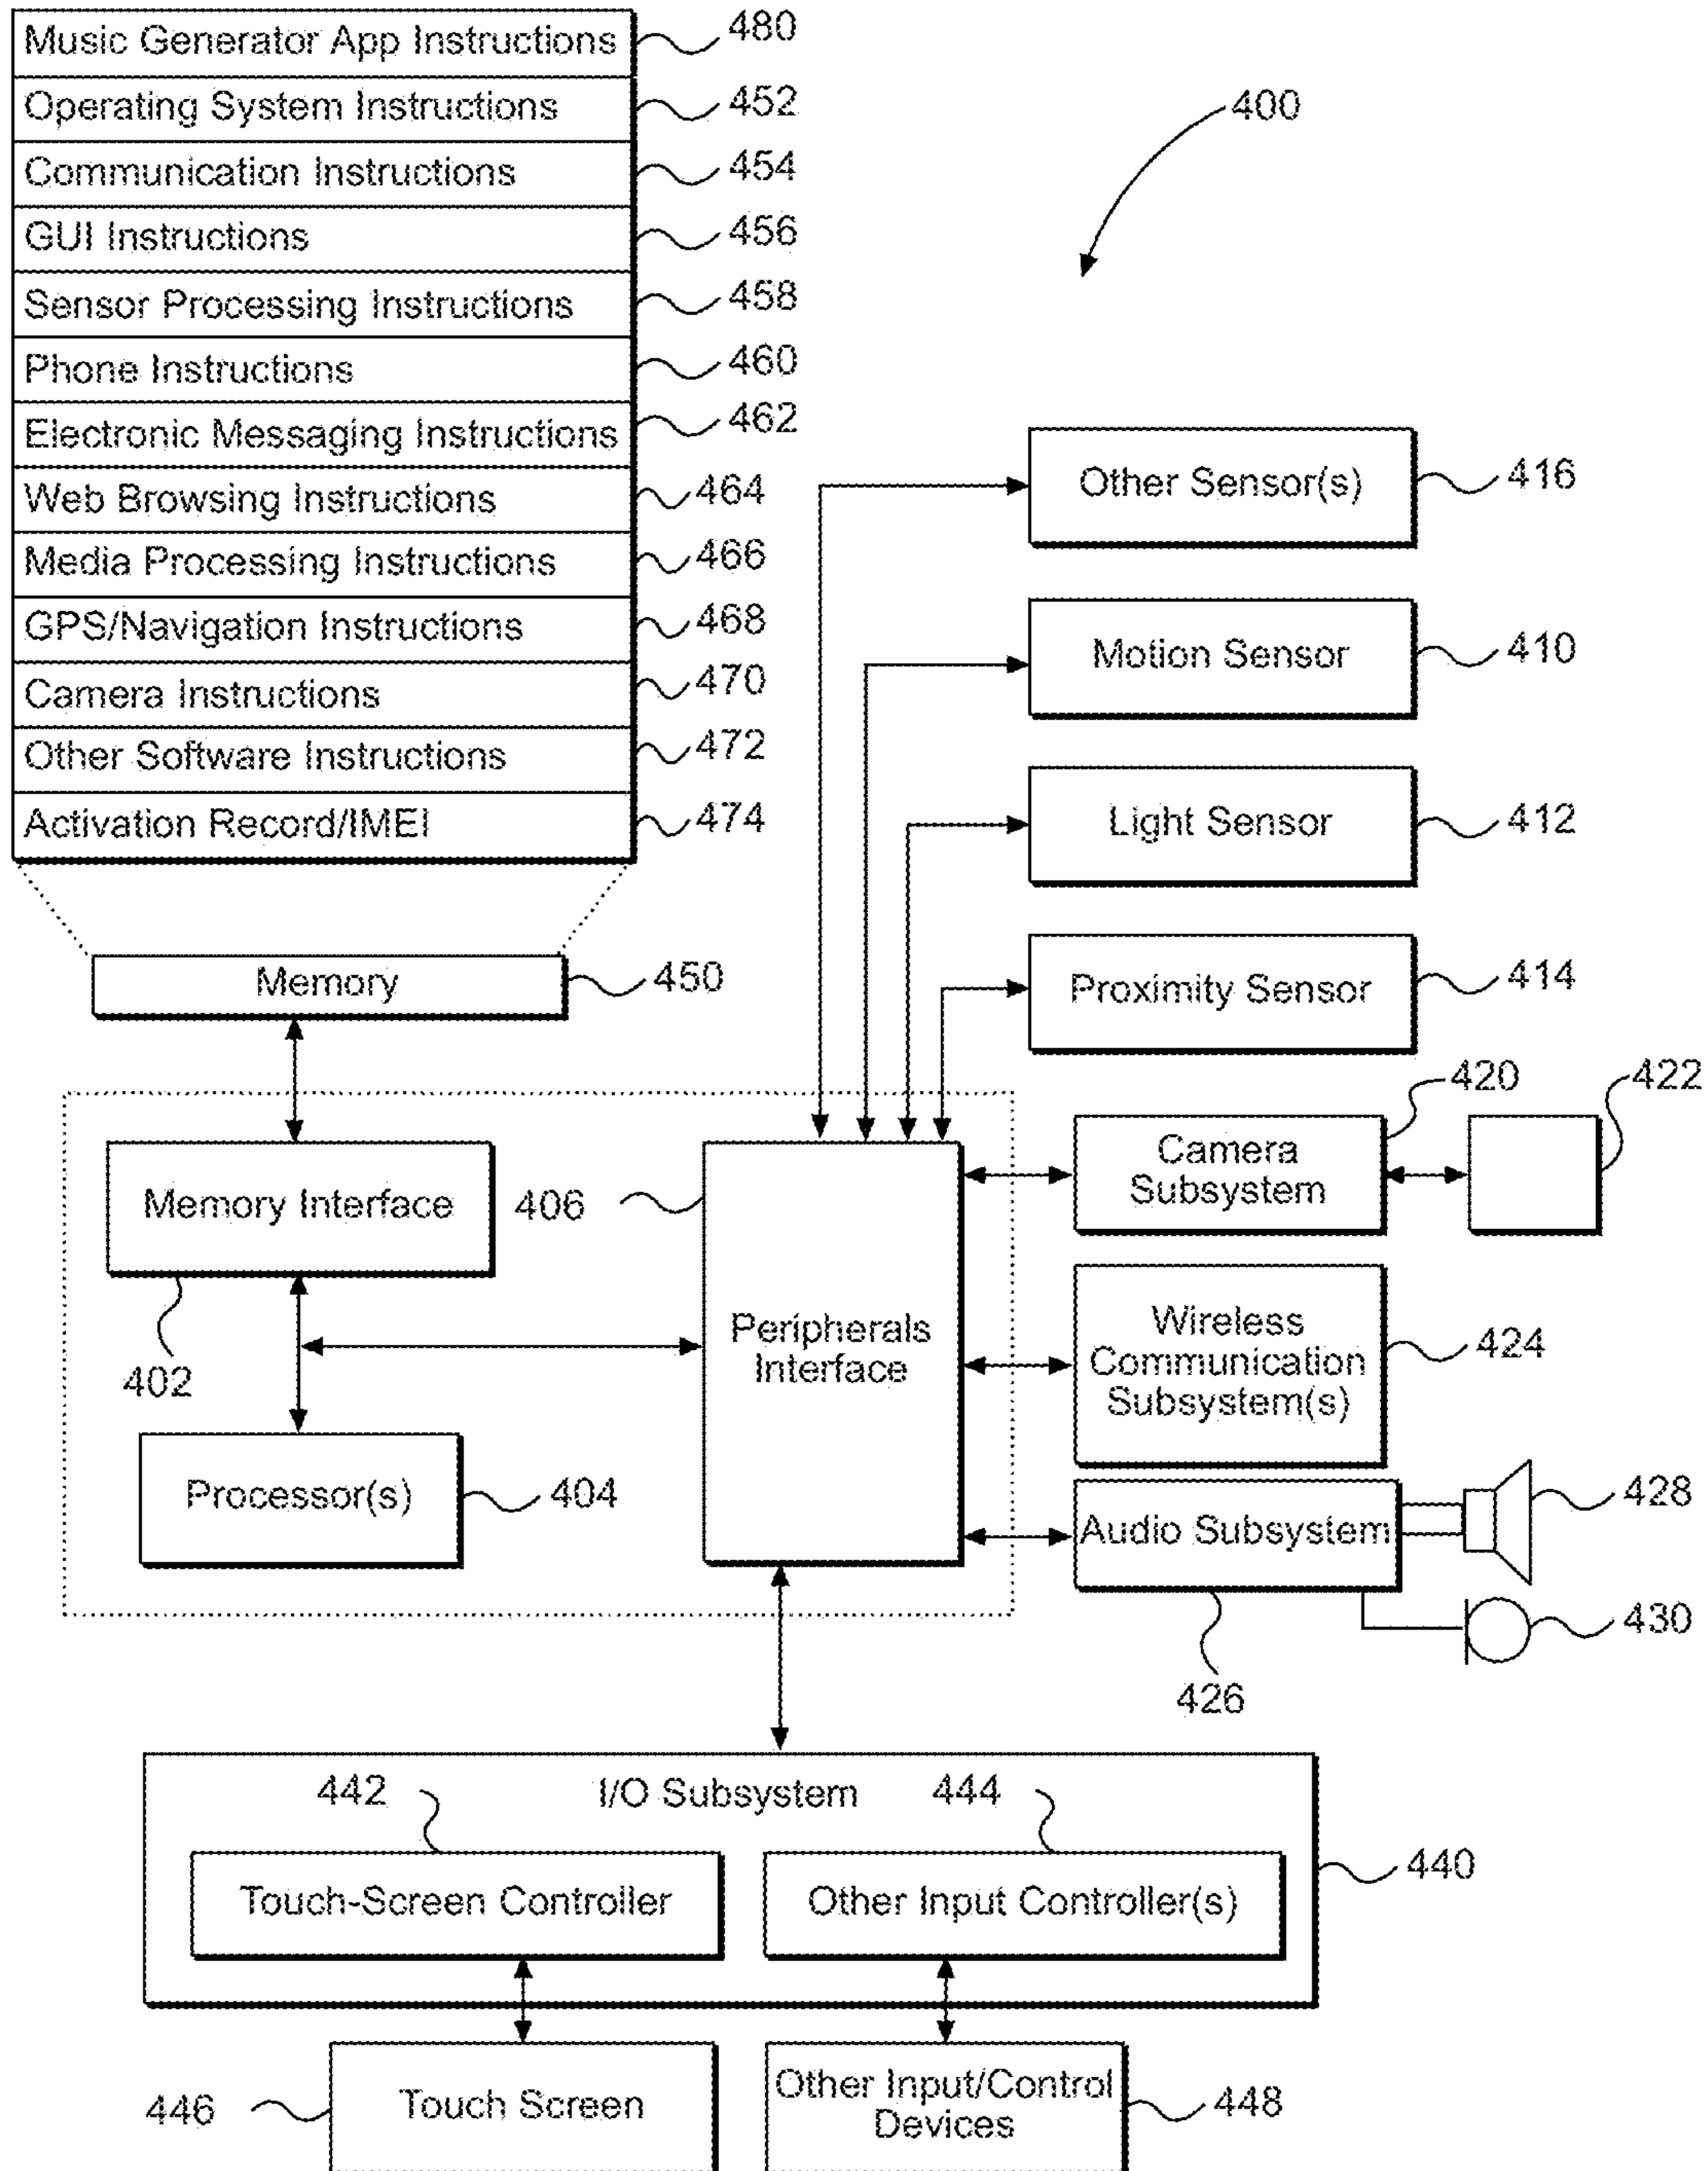 Music Generator App Instructions 480
Operating System Instructions 452
Communication Instructions 454
GUI Instructions 456
Sensor Processing Instructions 458
Phone Instructions 460
Electronic Messaging Instructions 462
Web Browsing Instructions 464
Media Processing Instructions 466
GPS/Navigation Instructions 468
Camera Instructions 470
Other Software Instructions 472
Activation Record/IMEI 474
400
Other Sensor(s) 416
Motion Sensor 410
Light Sensor 412
Memory 450
Proximity Sensor 414
420
422
Memory Interface
402
406
Camera
Subsystem
Peripherals
Interface
Wireless
Communication
Subsystem(s)
424
Processor(s) 404
Audio Subsystem
428
430
426
I/O Subsystem
442
444
440
Touch-Screen Controller
Other Input Controller(s)
446
Touch Screen
Other Input/Control
Devices
448